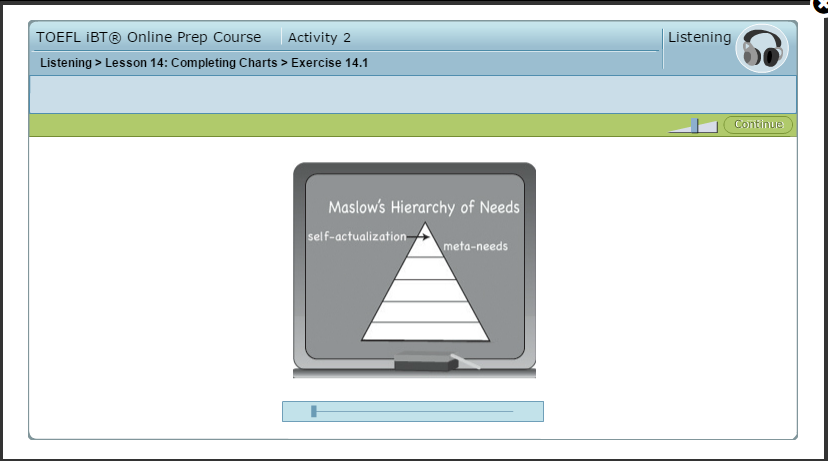 TOEFL iBT® Online Prep Course
Activity 2
Listening
Listening > Lesson 14: Completing Charts > Exercise 14.1
Continue
Maslow's Hierarchy of Needs
self-actualization
meta-needs